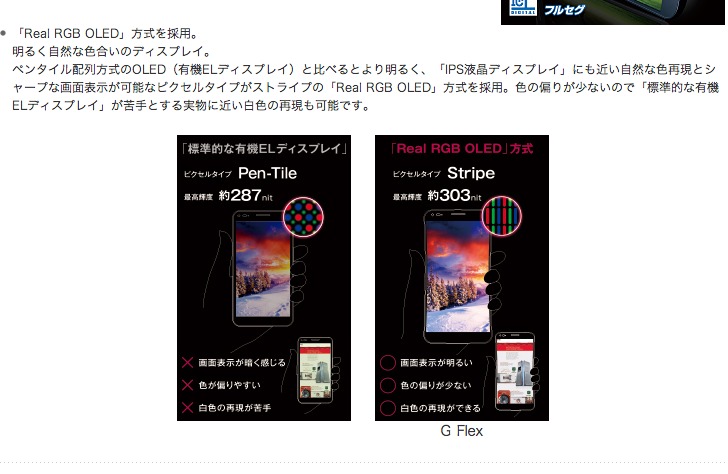 フルセグ
● 「Real RGB OLED」方式を採用。
明るく自然な色合いのディスプレイ。
ペンタイル配列方式のOLED（有機ELディスプレイ）と比べるとより明るく、「IPS液晶ディスプレイ」にも近い自然な色再現とシ
ャープな画面表示が可能なピクセルタイプがストライプの「Real RGB OLED」方式を採用。色の偏りが少ないので「標準的な有機
ELディスプレイ」が苦手とする実物に近い白色の再現も可能です。
「標準的な有機ELディスプレイ」
ピクセルタイプ Pen-Tile
最高輝度 約287nit
× 画面表示が暗く感じる
× 色が偏りやすい
× 白色の再現が苦手
「Real RGB OLED」方式
ピクセルタイプ Stripe
最高輝度 約303nit
○ 画面表示が明るい
○ 色の偏りが少ない
○ 白色の再現ができる
G Flex